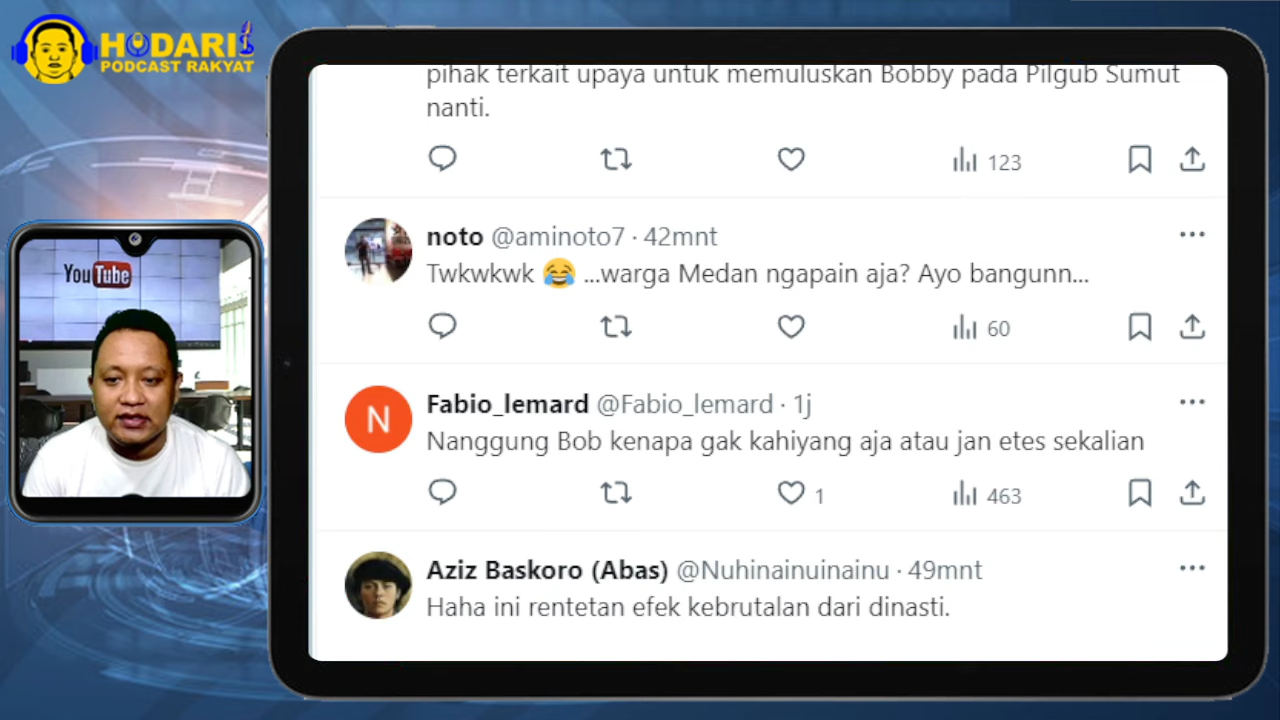 HODARI
PODCAST RAKYAT
YouTube
pihak terkait upaya untuk memuluskan Bobby pada Pilgub Sumut
nanti.
123
noto @aminoto7 · 42mnt
Twkwkwk 😂 ...warga Medan ngapain aja? Ayo bangunn...
60
Fabio_lemard @Fabio_lemard · 1j
N
Nanggung Bob kenapa gak kahiyang aja atau jan etes sekalian
1
463
Aziz Baskoro (Abas) @Nuhinainuinainu · 49mnt
Haha ini rentetan efek kebrutalan dari dinasti.